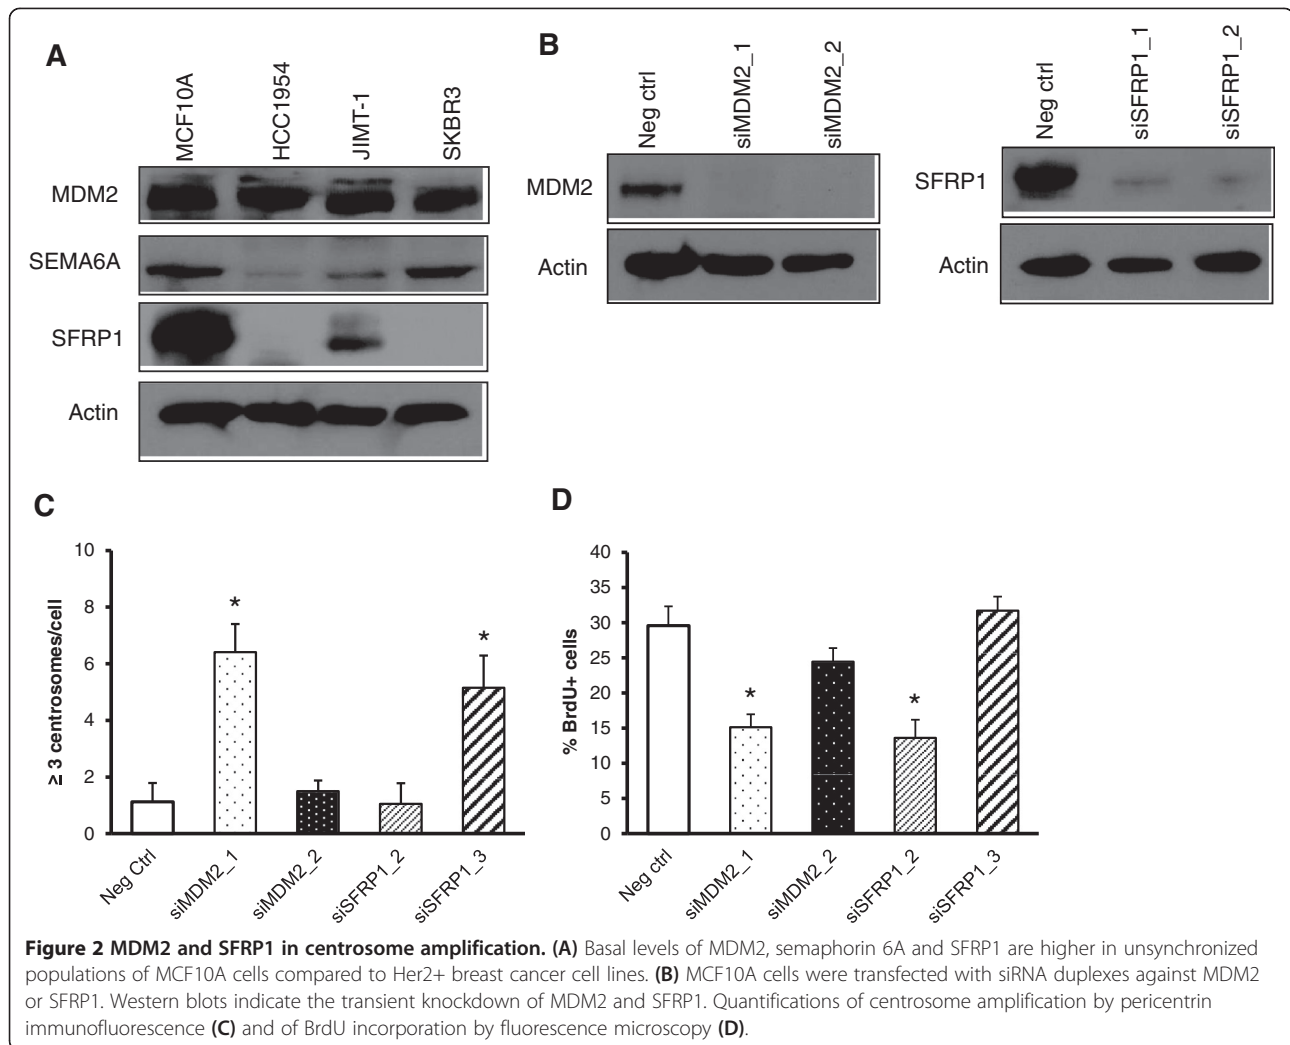 A
MCF10A
HCC1954
JIMT-1
SKBR3
MDM2
SEMA6A
SFRP1
Actin
B
Neg ctrl
siMDM2_1
siMDM2_2
MDM2
Actin
Neg ctrl
siSFRP1_1
siSFRP1_2
SFRP1
Actin
C
≥ 3 centrosomes/cell
10
8
6
4
2
0
*
*
Neg Ctrl
siMDM2_1
siMDM2_2
siSFRP1_2
siSFRP1_3
D
% BrdU+ cells
40
35
30
25
20
15
10
5
0
*
*
Neg ctrl
siMDM2_1
siMDM2_2
siSFRP1_2
siSFRP1_3
Figure 2 MDM2 and SFRP1 in centrosome amplification. (A) Basal levels of MDM2, semaphorin 6A and SFRP1 are higher in unsynchronized
populations of MCF10A cells compared to Her2+ breast cancer cell lines. (B) MCF10A cells were transfected with siRNA duplexes against MDM2
or SFRP1. Western blots indicate the transient knockdown of MDM2 and SFRP1. Quantifications of centrosome amplification by pericentrin
immunofluorescence (C) and of BrdU incorporation by fluorescence microscopy (D).